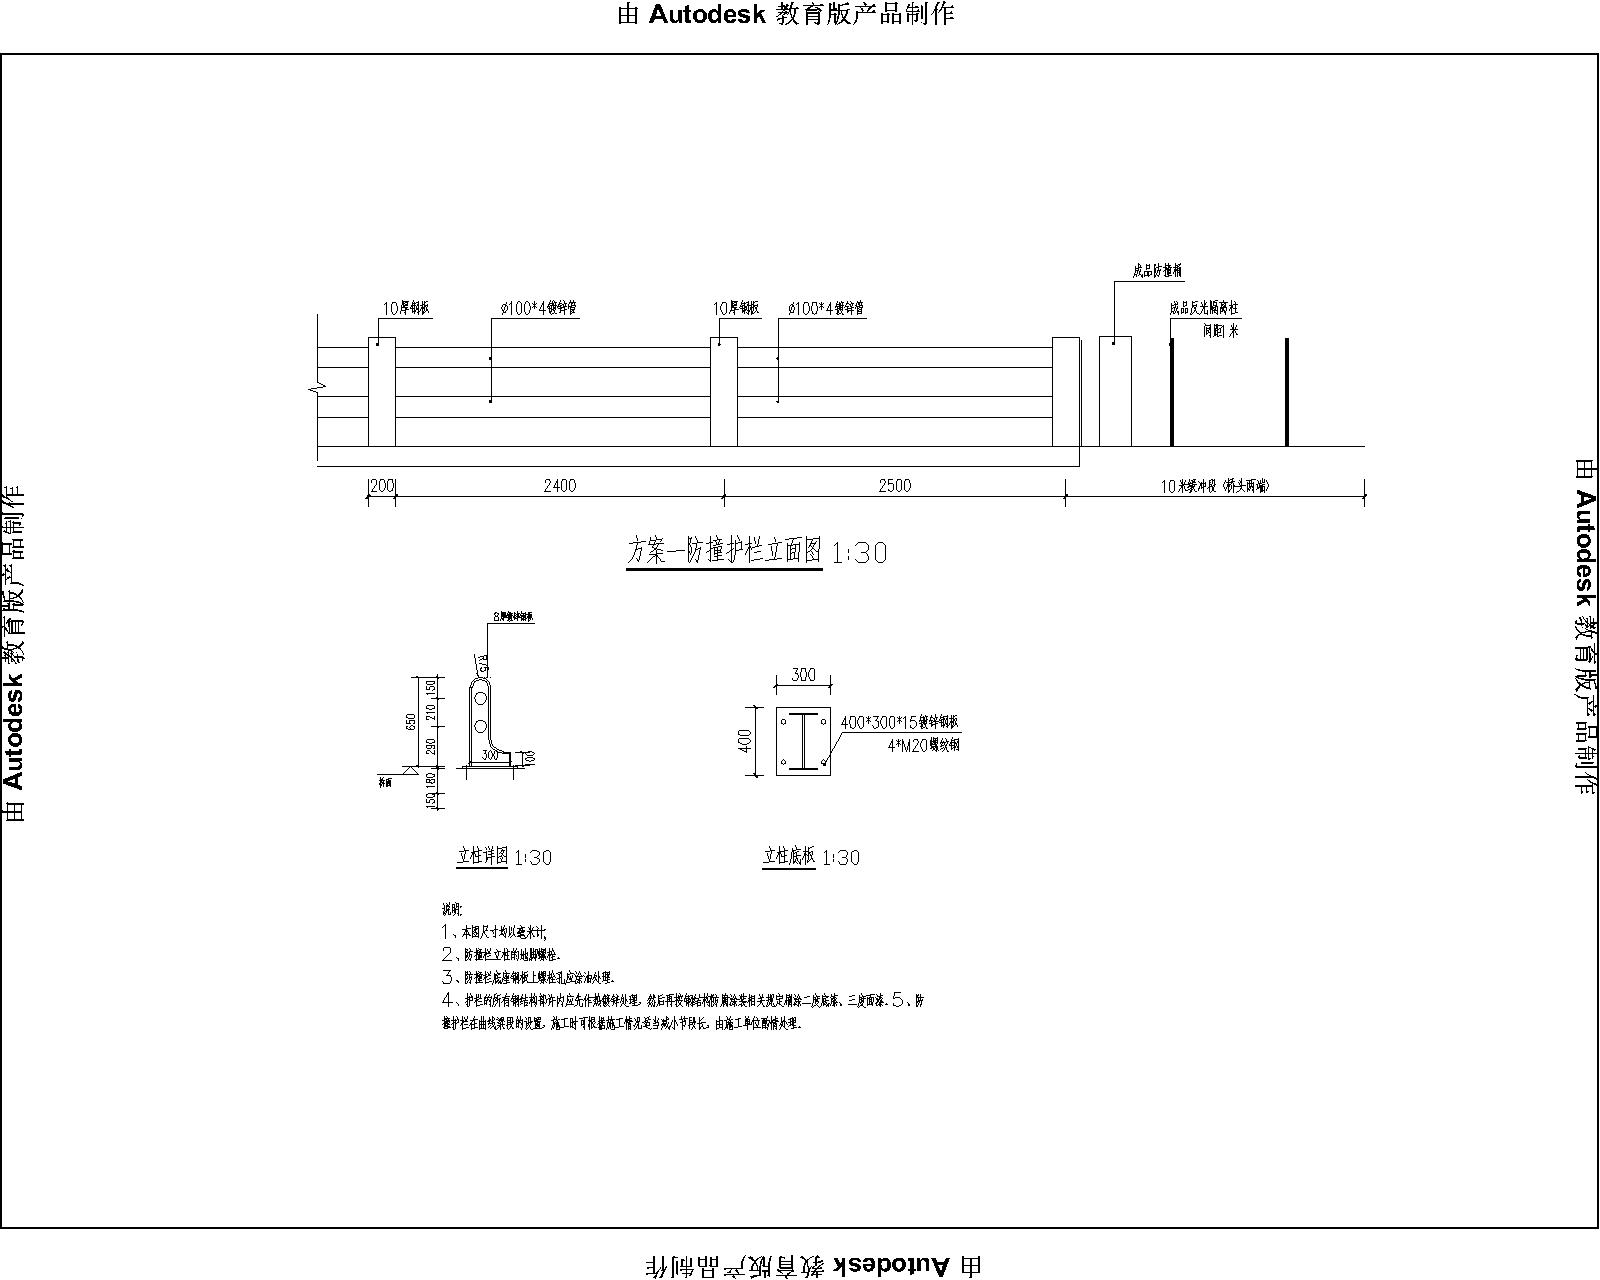 由 Autodesk 教育版产品制作
成品防撞桶
10厚钢板
ø100*4镀锌管
10厚钢板
ø100*4镀锌管
成品反光隔离柱
间距1米
200
2400
2500
10米缓冲段（桥头两端）
方案一防撞护栏立面图 1:30
8厚镀锌钢板
R75
150
210
290
650
180
150
300
100
桥面
300
400
400*300*15镀锌钢板
4*M20螺纹钢
立柱详图 1:30
立柱底板 1:30
说明:
1、本图尺寸均以毫米计;
2、防撞栏立柱的地脚螺栓.
3、防撞栏底座钢板上螺栓孔应涂油处理.
4、护栏的所有钢结构部许内应先作热镀锌处理，然后再按钢结构防腐涂装相关规定刷涂二度底漆、三度面漆.5、防
撞护栏在曲线梁段的设置，施工时可根据施工情况适当减小节段长，由施工单位酌情处理.
由 Autodesk 教育版产品制作
由 Autodesk 教育版产品制作
由 Autodesk 教育版产品制作